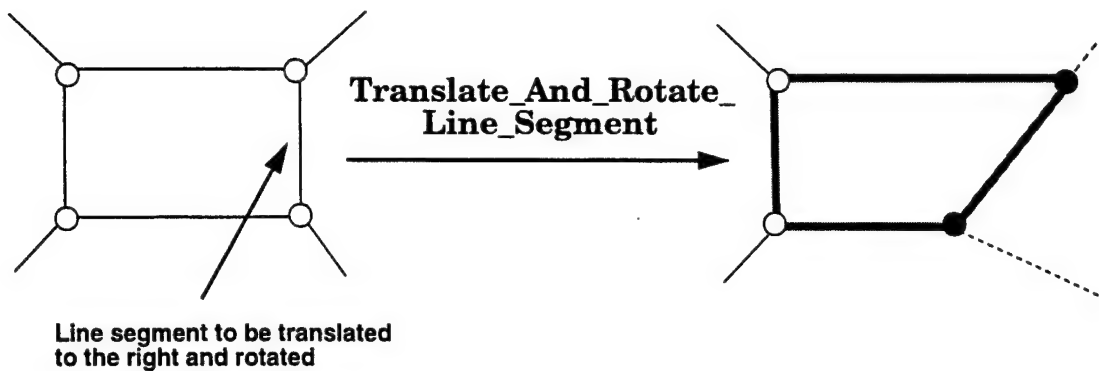 Translate_And_Rotate_
Line_Segment
Line segment to be translated
to the right and rotated